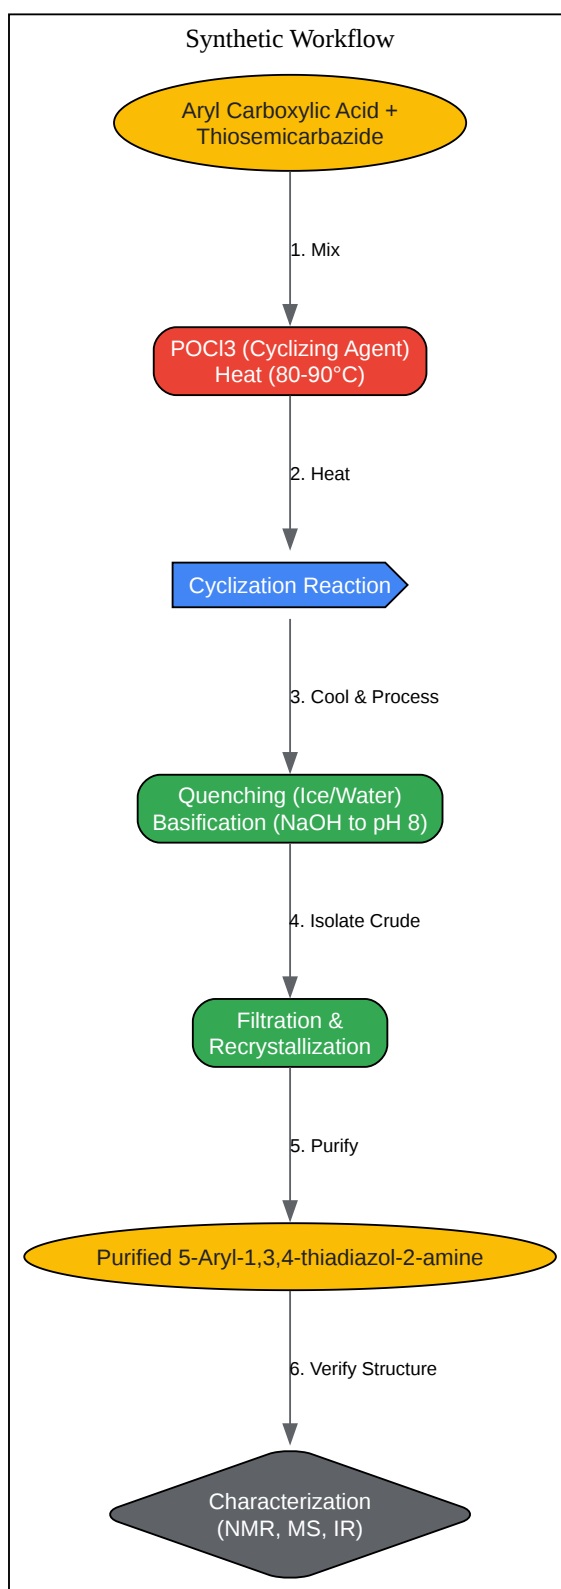 Synthetic Workflow
Aryl Carboxylic Acid +
Thiosemicarbazide
1. Mix
POCl3 (Cyclizing Agent)
Heat (80-90°C)
2. Heat
Cyclization Reaction
3. Cool & Process
Quenching (Ice/Water)
Basification (NaOH to pH 8)
4. Isolate Crude
Filtration &
Recrystallization
5. Purify
Purified 5-Aryl-1,3,4-thiadiazol-2-amine
6. Verify Structure
Characterization
(NMR, MS, IR)